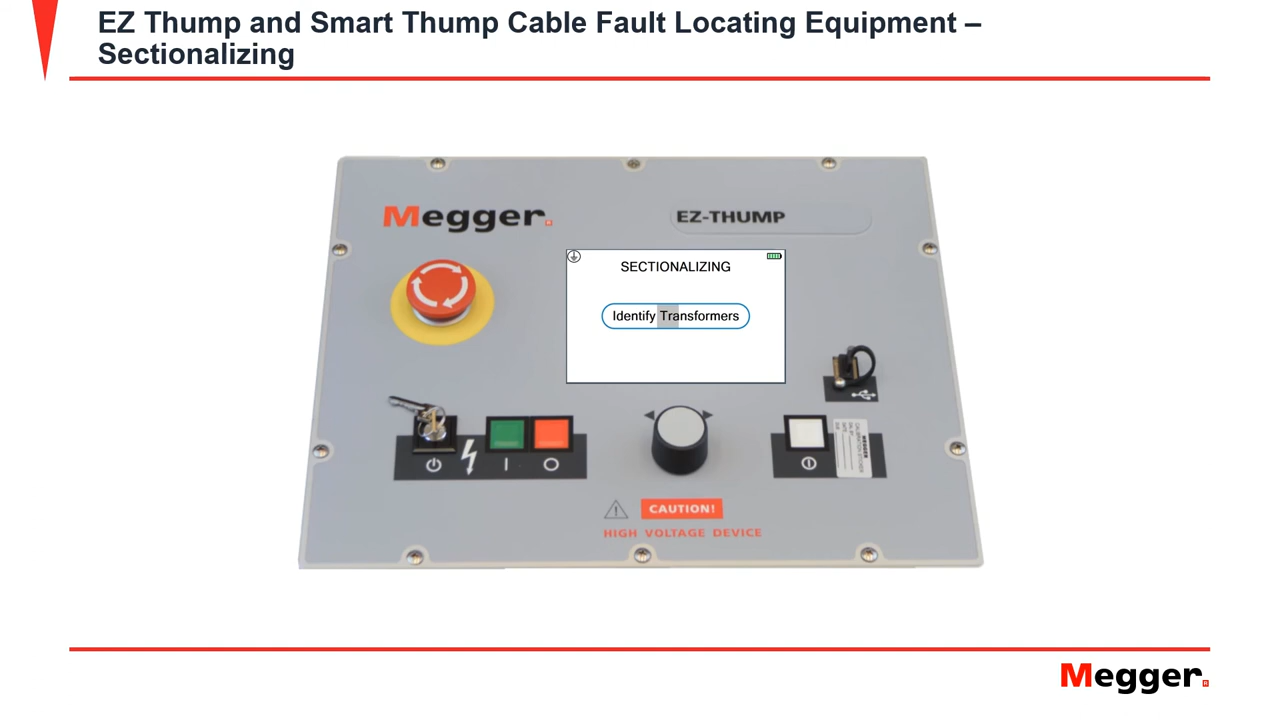 EZ Thump and Smart Thump Cable Fault Locating Equipment –
Sectionalizing
Megger.
EZ-THUMP
SECTIONALIZING
Identify Transformers
CAUTION!
HIGH VOLTAGE DEVICE
Megger.